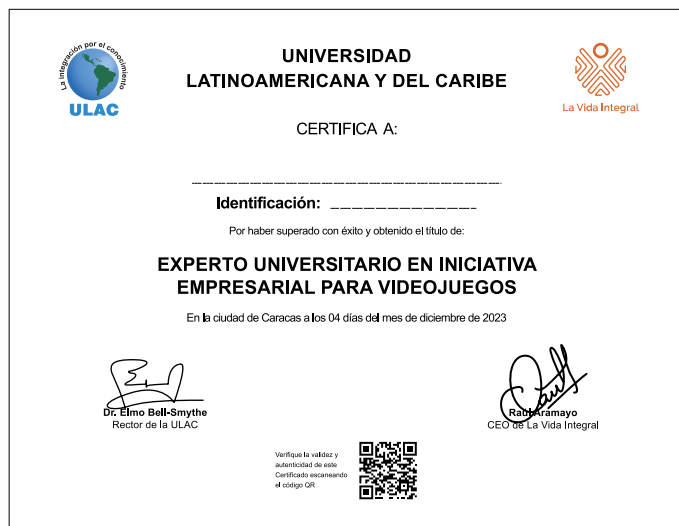 La integración por el conocimiento
ULAC
UNIVERSIDAD
LATINOAMERICANA Y DEL CARIBE
La Vida Integral
CERTIFICA A:
Identificación:
Por haber superado con éxito y obtenido el título de:
EXPERTO UNIVERSITARIO EN INICIATIVA
EMPRESARIAL PARA VIDEOJUEGOS
En la ciudad de Caracas a los 04 días del mes de diciembre de 2023
Dr. Elmo Bell-Smythe
Rector de la ULAC
Raúl Aramayo
CEO de La Vida Integral
Verifique la validez y
autenticidad de este
Certificado escaneando
el código QR